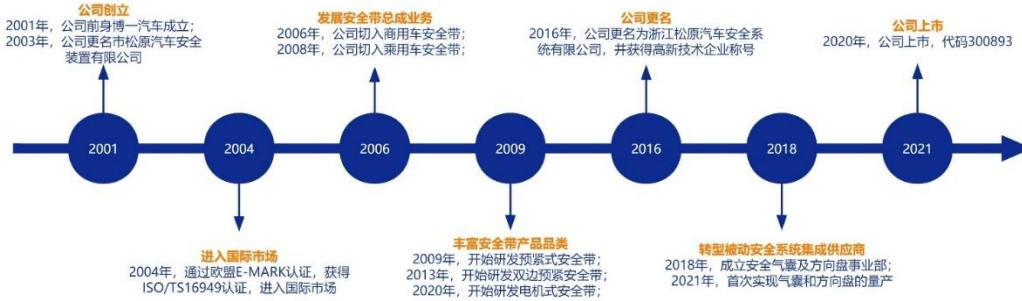 公司创立
2001年，公司前身博一汽车成立；
2003年，公司更名市松原汽车安全
装置有限公司
发展安全带总成业务
2006年，公司切入商用车安全带；
2008年，公司切入乘用车安全带；
公司更名
2016年，公司更名为浙江松原汽车安全系
统有限公司，并获得高新技术企业称号
公司上市
2020年，公司上市，代码300893
2001
2004
2006
2009
2016
2018
2021
进入国际市场
2004年，通过欧盟E-MARK认证，获得
ISO/TS16949认证，进入国际市场
丰富安全带产品品类
2009年，开始研发预紧式安全带；
2013年，开始研发双边预紧安全带；
2020年，开始研发电机式安全带；
转型被动安全系统集成供应商
2018年，成立安全气囊及方向盘事业部；
2021年，首次实现气囊和方向盘的量产